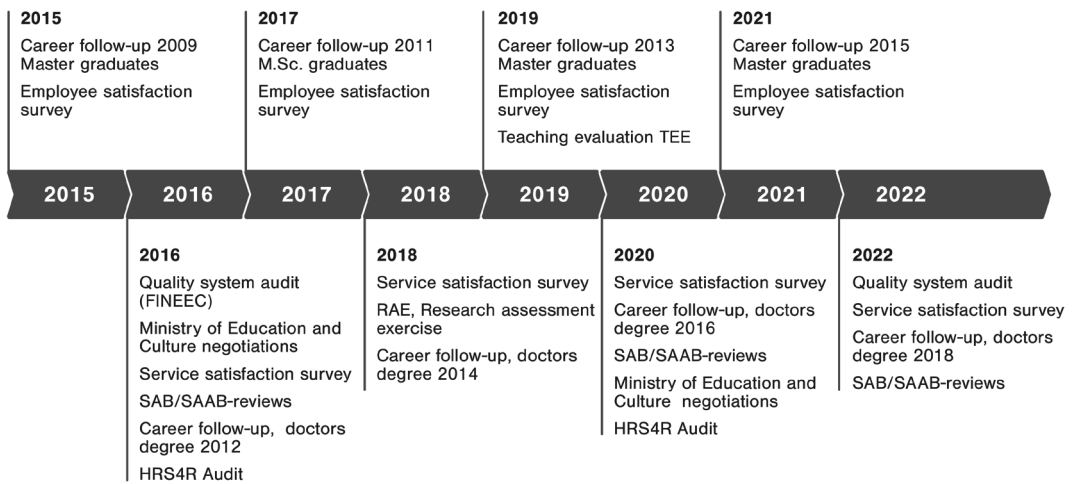 2015
Career follow-up 2009
Master graduates
Employee satisfaction
survey
2017
Career follow-up 2011
M.Sc. graduates
Employee satisfaction
survey
2019
Career follow-up 2013
Master graduates
Employee satisfaction
survey
Teaching evaluation TEE
2021
Career follow-up 2015
Master graduates
Employee satisfaction
survey
2015 2016 2017 2018 2019 2020 2021 2022
2016
Quality system audit
(FINEEC)
Ministry of Education and
Culture negotiations
Service satisfaction survey
SAB/SAAB-reviews
Career follow-up, doctors
degree 2012
HRS4R Audit
2018
Service satisfaction survey
RAE, Research assessment
exercise
Career follow-up, doctors
degree 2014
2020
Service satisfaction survey
Career follow-up, doctors
degree 2016
SAB/SAAB-reviews
Ministry of Education and
Culture negotiations
HRS4R Audit
2022
Quality system audit
Service satisfaction survey
Career follow-up, doctors
degree 2018
SAB/SAAB-reviews